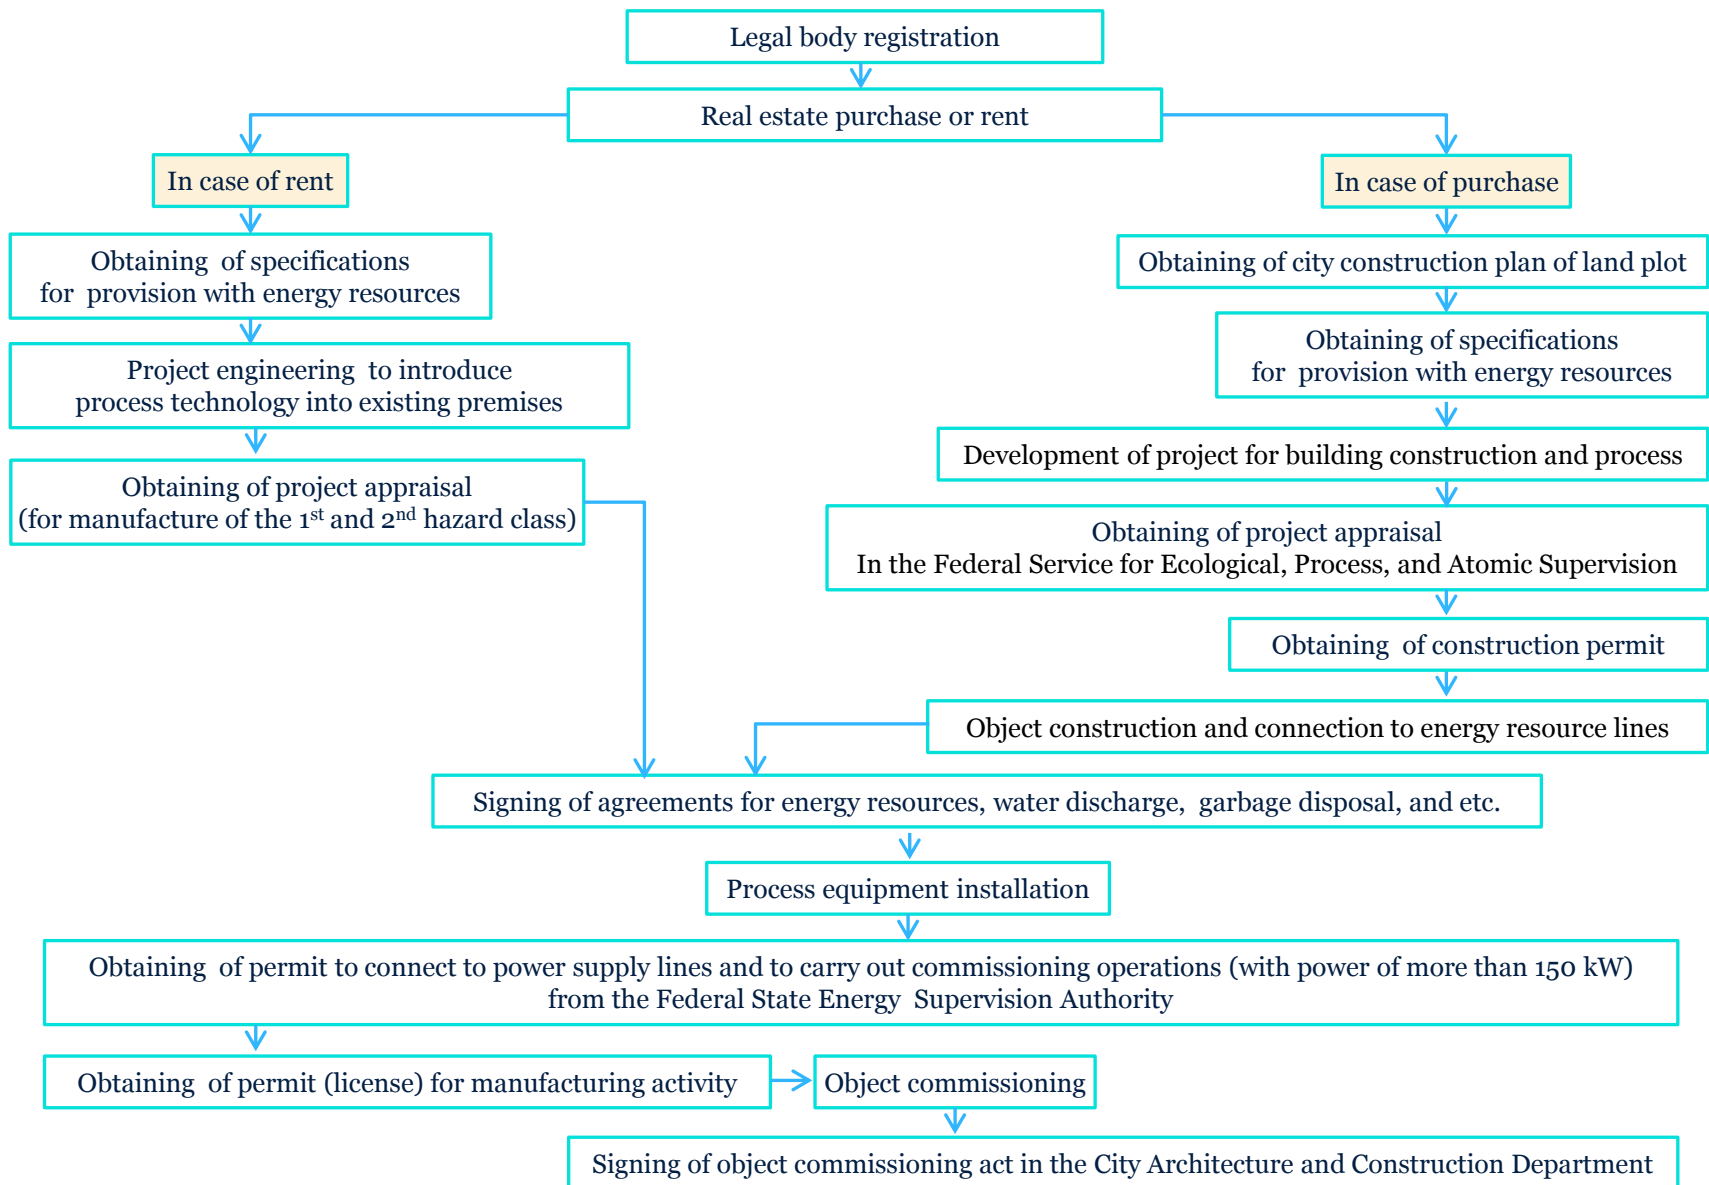 Legal body registration
Real estate purchase or rent
In case of rent
In case of purchase
Obtaining of specifications
for provision with energy resources
Project engineering to introduce
process technology into existing premises
Obtaining of project appraisal
(for manufacture of the 1st and 2nd hazard class)
Obtaining of city construction plan of land plot
Obtaining of specifications
for provision with energy resources
Development of project for building construction and process
Obtaining of project appraisal
In the Federal Service for Ecological, Process, and Atomic Supervision
Obtaining of construction permit
Object construction and connection to energy resource lines
Signing of agreements for energy resources, water discharge, garbage disposal, and etc.
Process equipment installation
Obtaining of permit to connect to power supply lines and to carry out commissioning operations (with power of more than 150 kW)
from the Federal State Energy Supervision Authority
Obtaining of permit (license) for manufacturing activity
Object commissioning
Signing of object commissioning act in the City Architecture and Construction Department